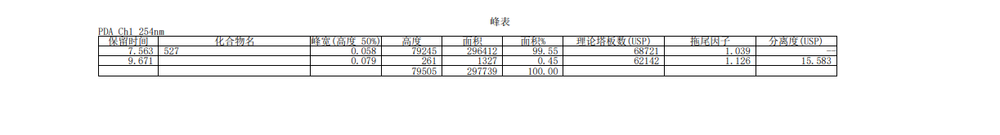 峰表
PDA Ch1 254nm
保留时间 化合物名 峰宽(高度 50%) 高度 面积 面积% 理论塔板数(USP) 拖尾因子 分离度(USP)
7.563 527 0.058 79245 296412 99.55 68721 1.039 --
9.671 0.079 261 1327 0.45 62142 1.126 15.583
79505 297739 100.00